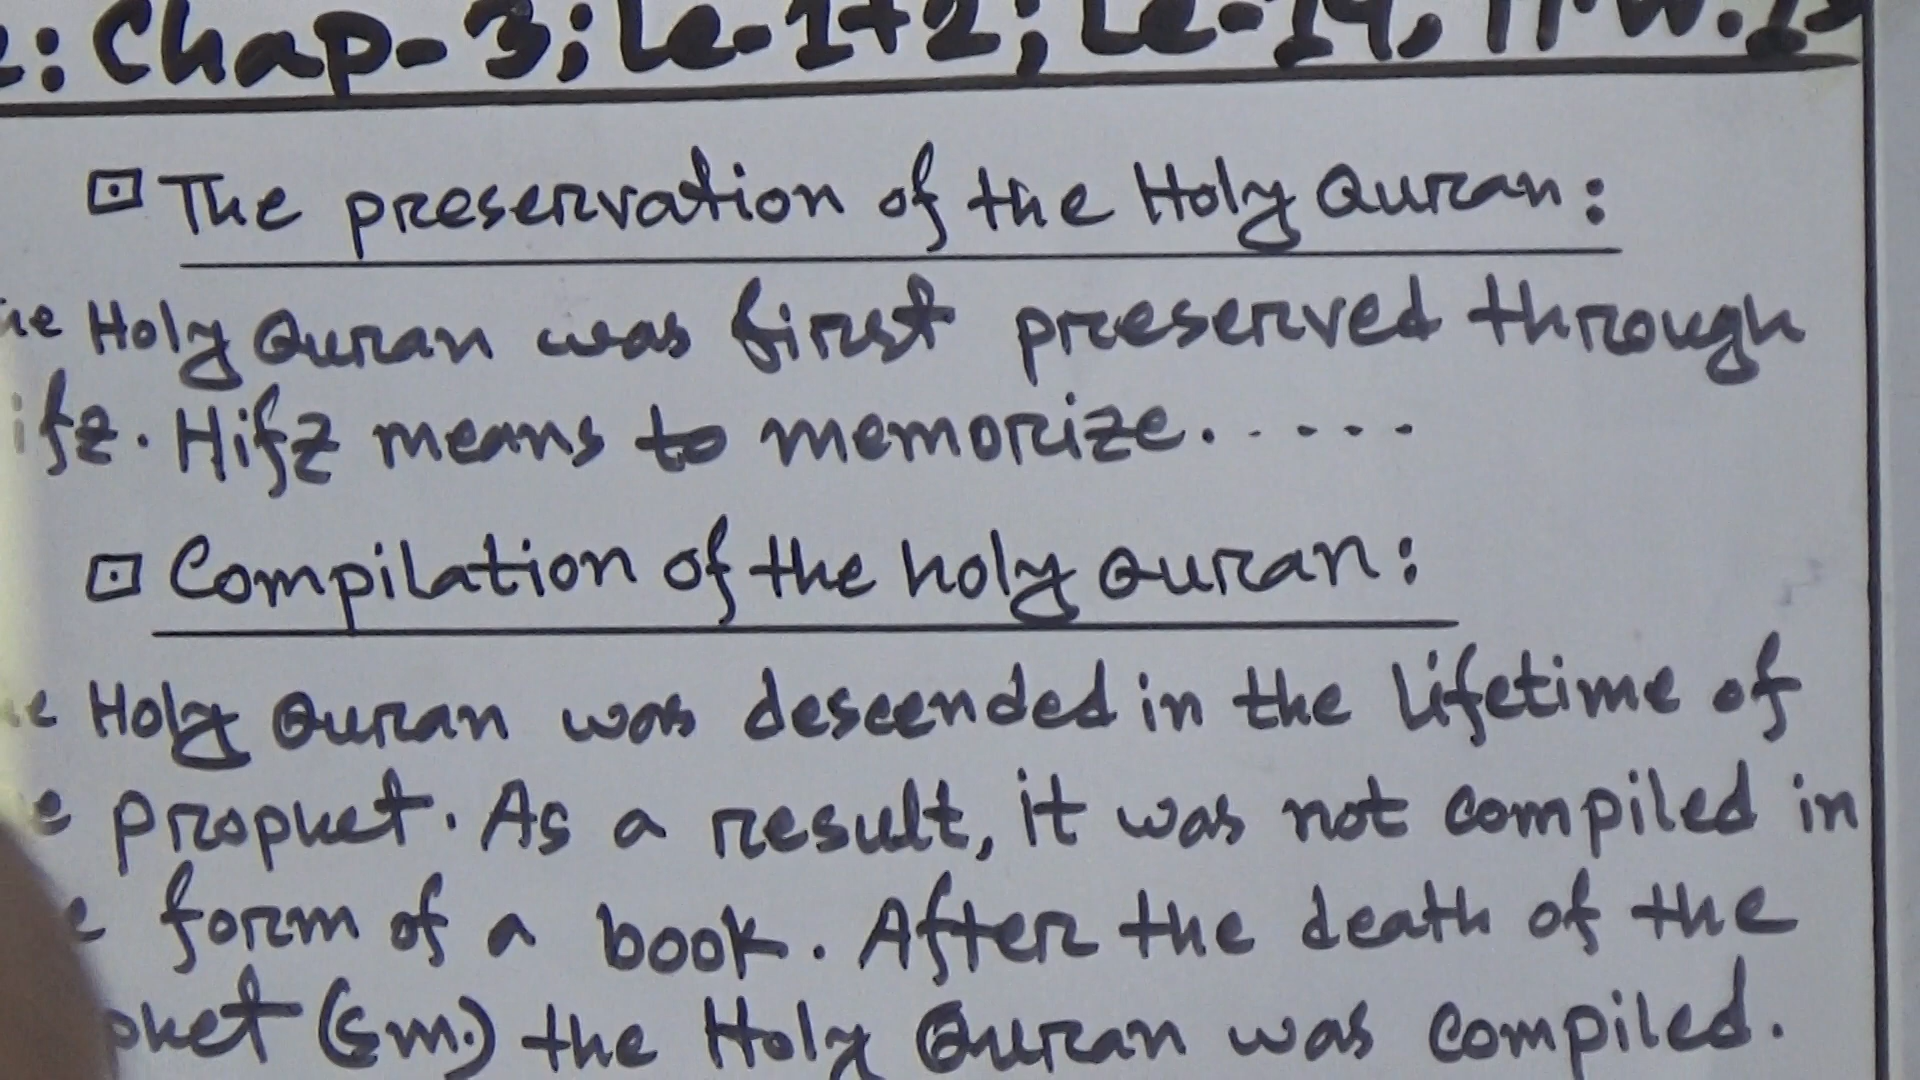 : Chap-3; Le-1+2; Le-14, H.W.
The preservation of the Holy Quran:
Holy Quran was first preserved through
Hifz means to memorize......
Compilation of the holy Quran:
Holy Quran was descended in the lifetime of
prophet. As a result, it was not compiled in
form of a book. After the death of the
(sm.) the Holy Quran was compiled.